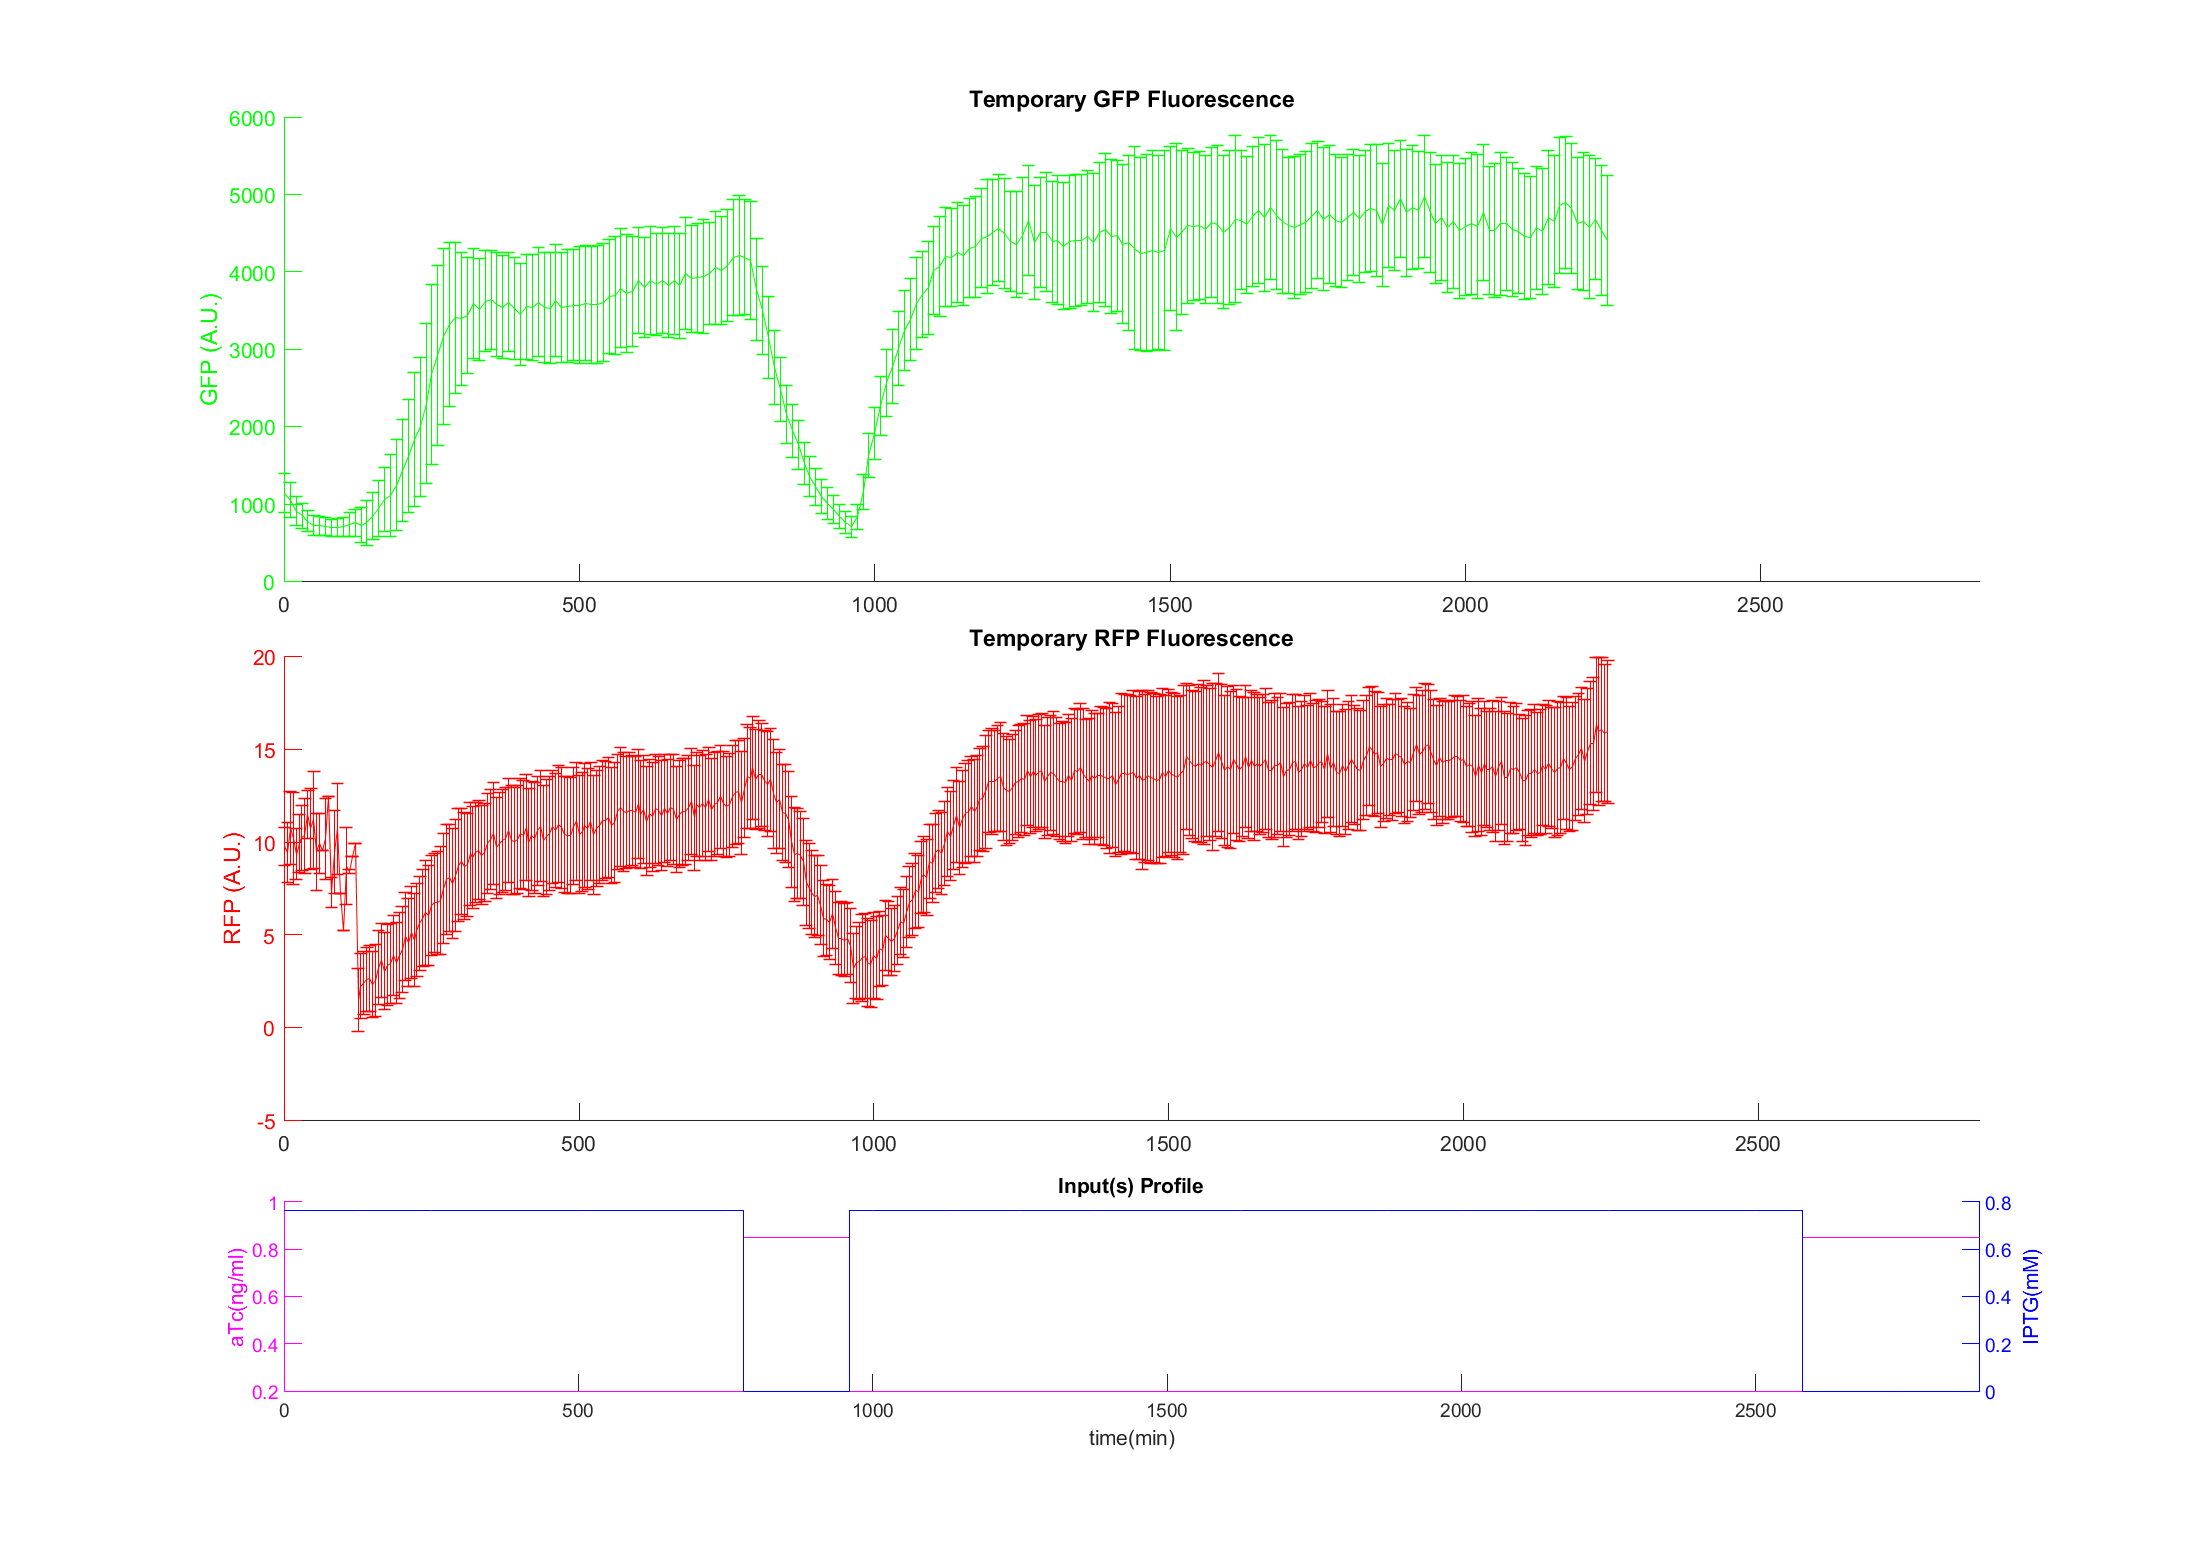 Temporary GFP Fluorescence
6000
5000
4000
3000
2000
1000
0
GFP (A.U.)
0 500 1000 1500 2000 2500
Temporary RFP Fluorescence
20
15
10
5
0
-5
RFP (A.U.)
0 500 1000 1500 2000 2500
Input(s) Profile
1
0.8
0.6
0.4
0.2
aTc(ng/ml)
0.8
0.6
0.4
0.2
0
IPTG(mM)
0 500 1000 1500 2000 2500
time(min)